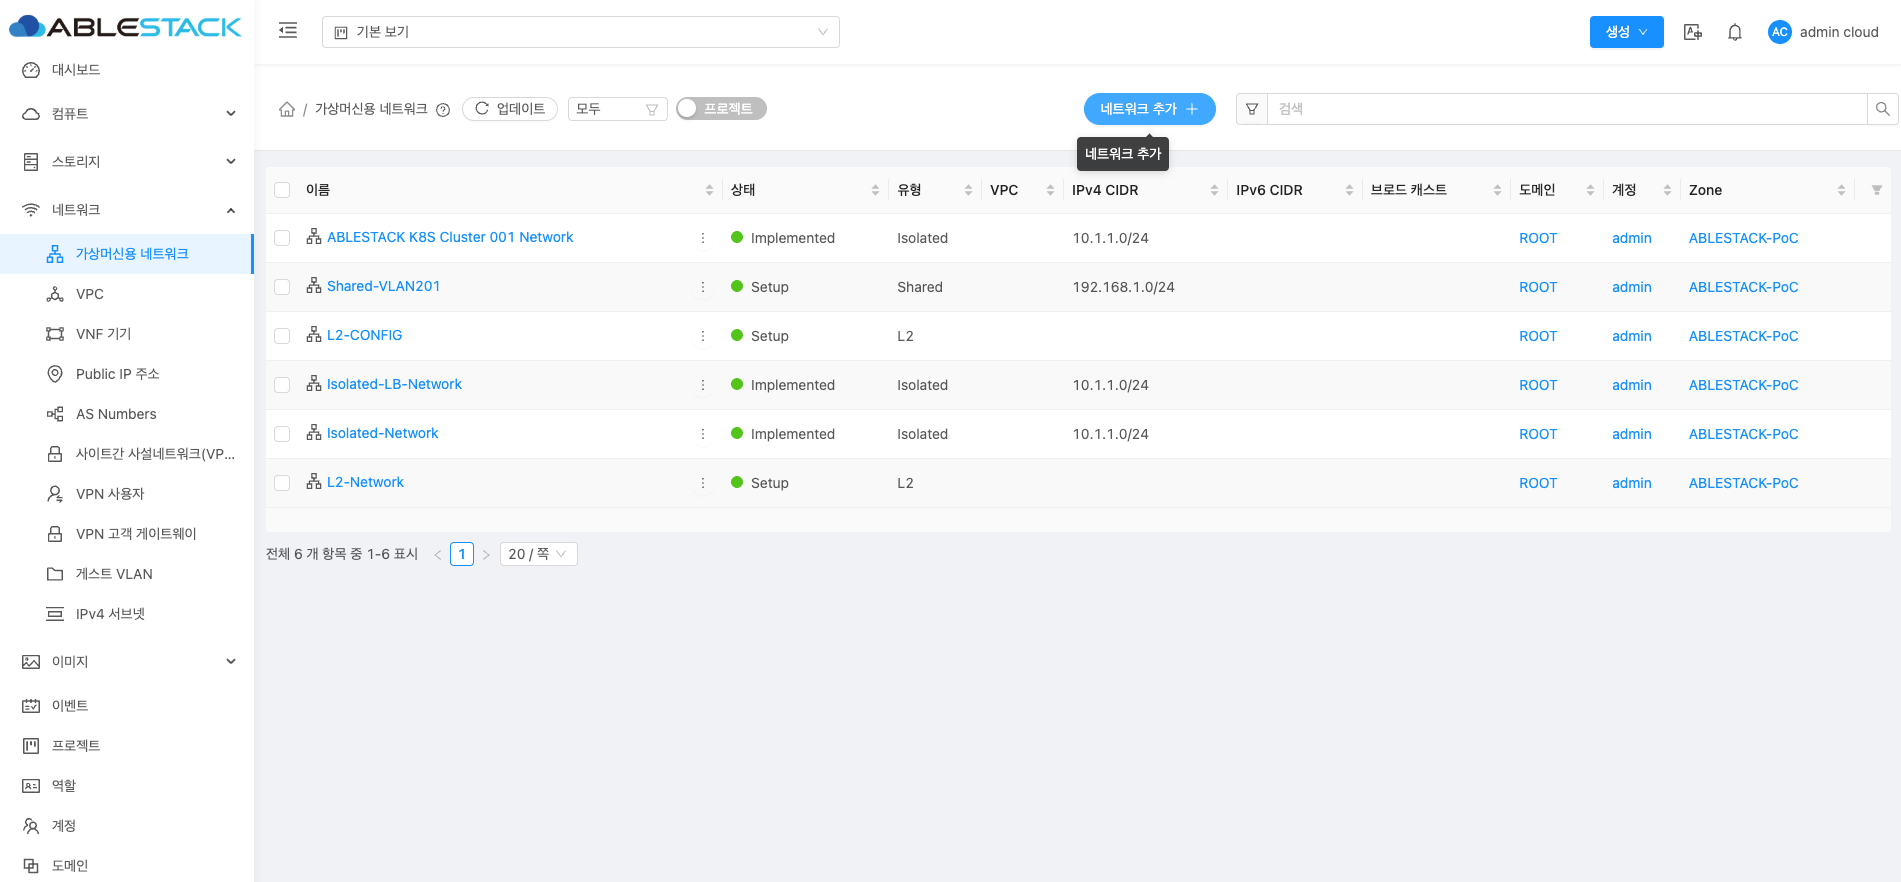 ABLESTACK
기본 보기
생성
AC
admin cloud
대시보드
컴퓨트
스토리지
네트워크
가상머신용 네트워크
VPC
VNF 기기
Public IP 주소
AS Numbers
사이트간 사설네트워크(VP...
VPN 사용자
VPN 고객 게이트웨이
게스트 VLAN
IPv4 서브넷
이미지
이벤트
프로젝트
역할
계정
도메인
/ 가상머신용 네트워크
업데이트
모두
프로젝트
네트워크 추가
검색
네트워크 추가
이름 상태 유형 VPC IPv4 CIDR IPv6 CIDR 브로드 캐스트 도메인 계정 Zone
ABLESTACK K8S Cluster 001 Network Implemented Isolated 10.1.1.0/24 ROOT admin ABLESTACK-PoC
Shared-VLAN201 Setup Shared 192.168.1.0/24 ROOT admin ABLESTACK-PoC
L2-CONFIG Setup L2 ROOT admin ABLESTACK-PoC
Isolated-LB-Network Implemented Isolated 10.1.1.0/24 ROOT admin ABLESTACK-PoC
Isolated-Network Implemented Isolated 10.1.1.0/24 ROOT admin ABLESTACK-PoC
L2-Network Setup L2 ROOT admin ABLESTACK-PoC
전체 6 개 항목 중 1-6 표시 < 1 > 20 / 쪽